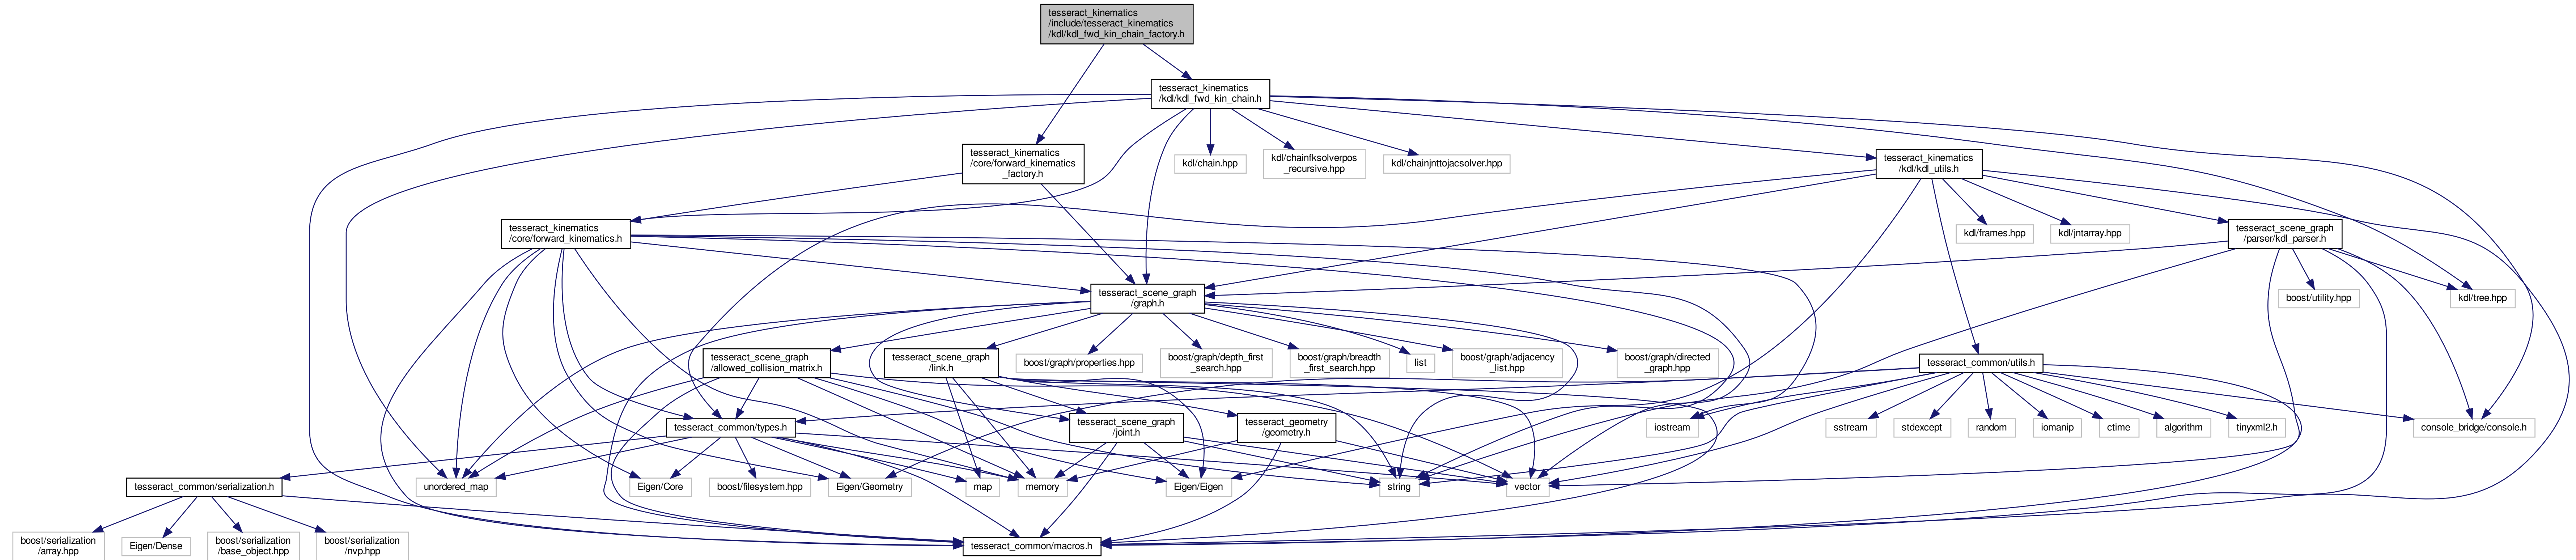 tesseract_kinematics
/include/tesseract_kinematics
/kdl/kdl_fwd_kin_chain_factory.h
tesseract_kinematics
/kdl/kdl_fwd_kin_chain.h
tesseract_kinematics
/core/forward_kinematics
_factory.h
kdl/chain.hpp
kdl/chainfksolverpos
_recursive.hpp
kdl/chainjnttojacsolver.hpp
tesseract_kinematics
/kdl/kdl_utils.h
tesseract_kinematics
/core/forward_kinematics.h
kdl/frames.hpp
kdl/jntarray.hpp
tesseract_scene_graph
/parser/kdl_parser.h
tesseract_scene_graph
/graph.h
boost/utility.hpp
kdl/tree.hpp
tesseract_scene_graph
/allowed_collision_matrix.h
tesseract_scene_graph
/link.h
boost/graph/properties.hpp
boost/graph/depth_first
_search.hpp
boost/graph/breadth
_first_search.hpp
list
boost/graph/adjacency
_list.hpp
boost/graph/directed
_graph.hpp
tesseract_common/utils.h
tesseract_common/types.h
tesseract_scene_graph
/joint.h
tesseract_geometry
/geometry.h
iostream
sstream
stdexcept
random
iomanip
ctime
algorithm
tinyxml2.h
console_bridge/console.h
tesseract_common/serialization.h
unordered_map
Eigen/Core
boost/filesystem.hpp
Eigen/Geometry
map
memory
Eigen/Eigen
string
vector
boost/serialization
/array.hpp
Eigen/Dense
boost/serialization
/base_object.hpp
boost/serialization
/nvp.hpp
tesseract_common/macros.h